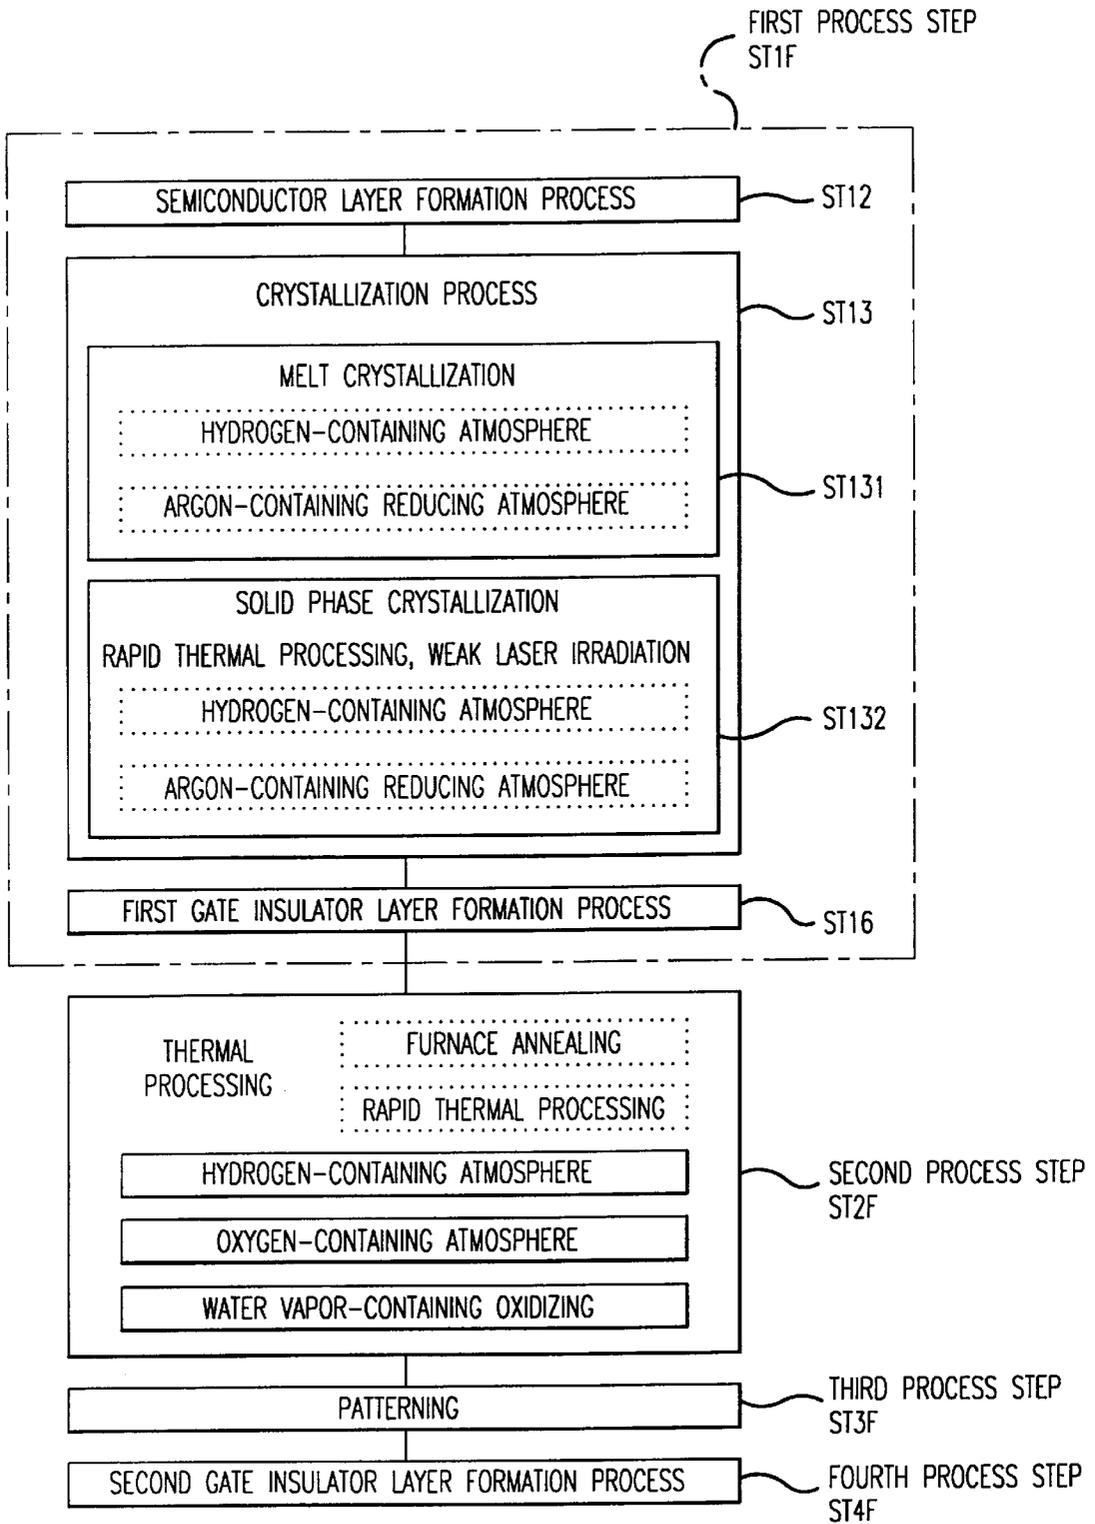 FIRST PROCESS STEP
ST1F
SEMICONDUCTOR LAYER FORMATION PROCESS
ST12
CRYSTALLIZATION PROCESS
ST13
MELT CRYSTALLIZATION
HYDROGEN-CONTAINING ATMOSPHERE
ARGON-CONTAINING REDUCING ATMOSPHERE
ST131
SOLID PHASE CRYSTALLIZATION
RAPID THERMAL PROCESSING, WEAK LASER IRRADIATION
HYDROGEN-CONTAINING ATMOSPHERE
ST132
ARGON-CONTAINING REDUCING ATMOSPHERE
FIRST GATE INSULATOR LAYER FORMATION PROCESS
ST16
THERMAL
PROCESSING
FURNACE ANNEALING
RAPID THERMAL PROCESSING
HYDROGEN-CONTAINING ATMOSPHERE
OXYGEN-CONTAINING ATMOSPHERE
WATER VAPOR-CONTAINING OXIDIZING
SECOND PROCESS STEP
ST2F
PATTERNING
THIRD PROCESS STEP
ST3F
SECOND GATE INSULATOR LAYER FORMATION PROCESS
FOURTH PROCESS STEP
ST4F